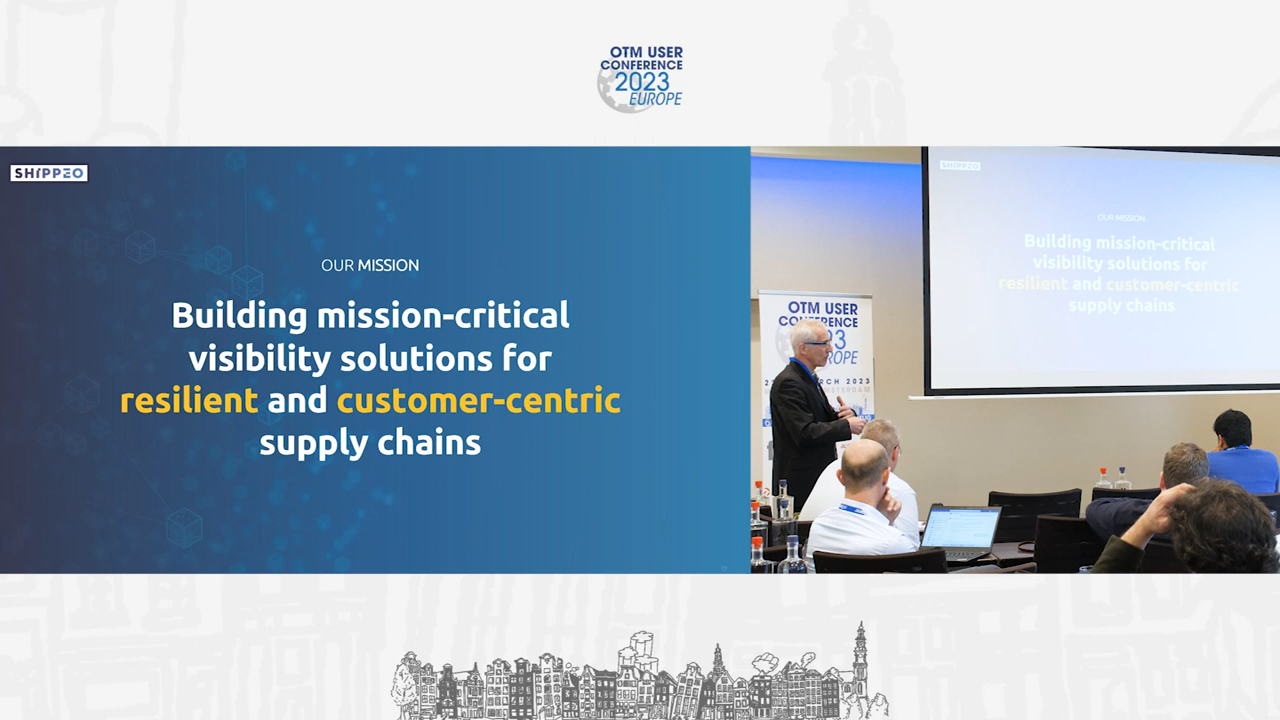 OTM USER
CONFERENCE
2023
EUROPE
SHIPPEO
OUR MISSION
Building mission-critical
visibility solutions for
resilient and customer-centric
supply chains
SHIPPEO
OUR MISSION
Building mission-critical
visibility solutions for
resilient and customer-centric
supply chains
OTM USER
CONFERENCE
EUROPE
MARCH 2023